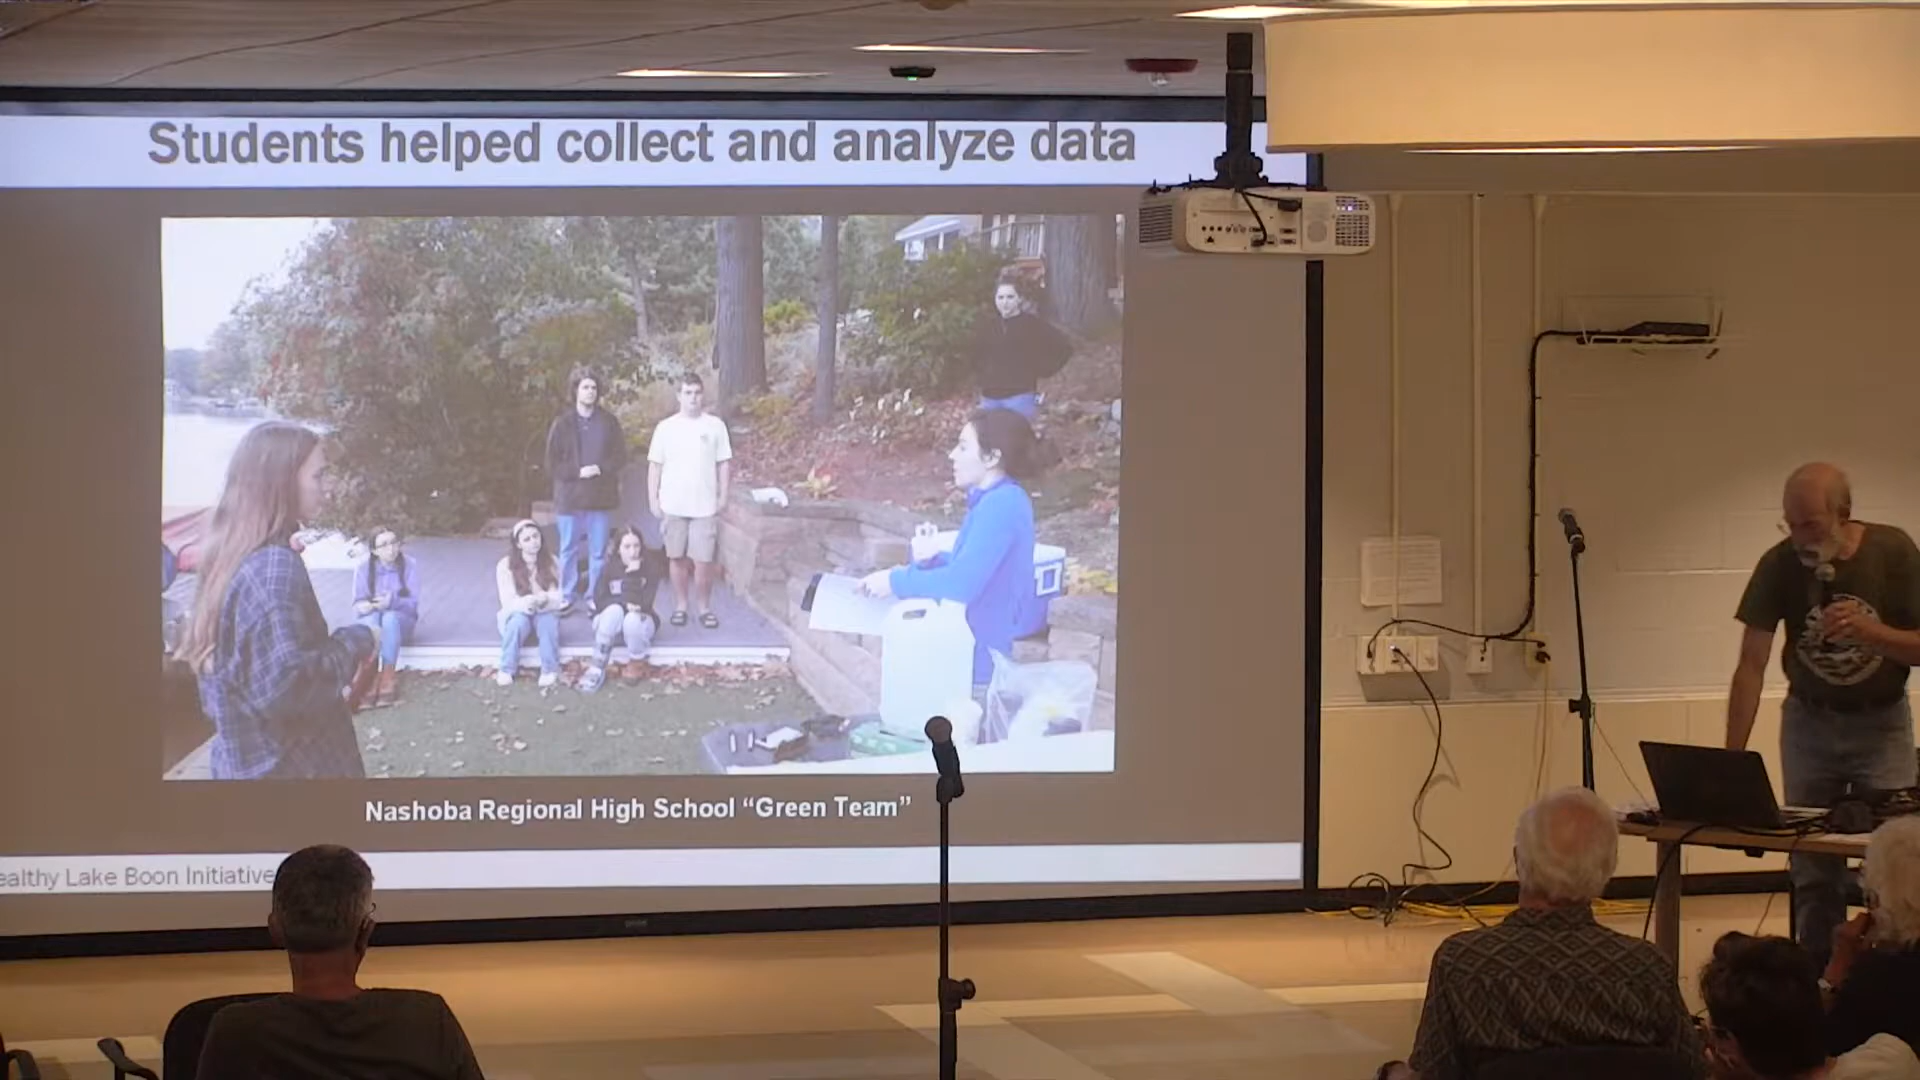 Students helped collect and analyze data
Nashoba Regional High School “Green Team”
ealthy Lake Boon Initiative